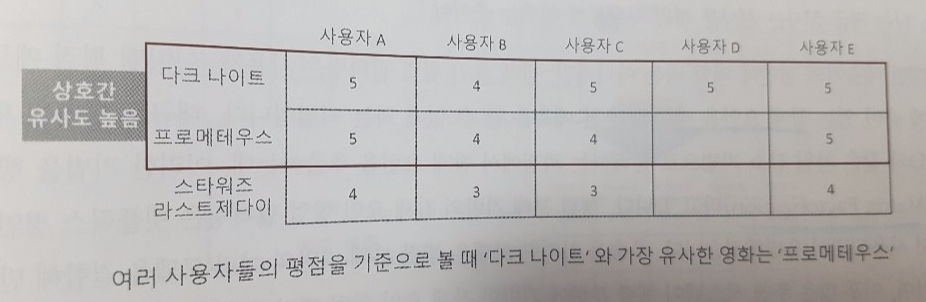 사용자 A 사용자 B 사용자 C 사용자 D 사용자 E
상호간
유사도 높음
다크 나이트 5 4 5 5 5
프로메테우스 5 4 4 5
스타워즈
라스트제다이 4 3 3 4
여러 사용자들의 평점을 기준으로 볼 때 '다크 나이트' 와 가장 유사한 영화는 '프로메테우스'